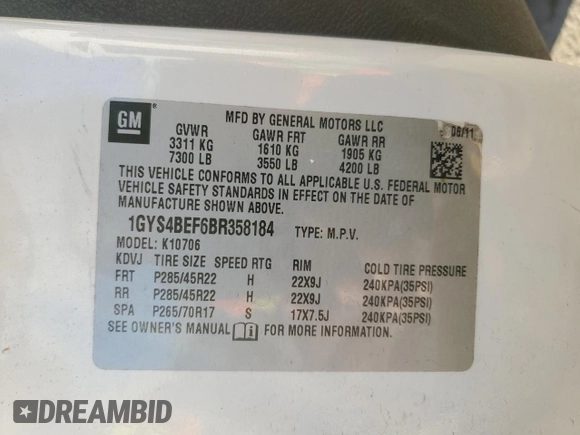 GM
MFD BY GENERAL MOTORS LLC
06/11
GVWR GAWR FRT GAWR RR
3311 KG 1610 KG 1905 KG
7300 LB 3550 LB 4200 LB
THIS VEHICLE CONFORMS TO ALL APPLICABLE U.S. FEDERAL MOTOR
VEHICLE SAFETY STANDARDS IN EFFECT ON THE DATE OF
MANUFACTURE SHOWN ABOVE.
1GYS4BEF6BR358184 TYPE: M.P.V.
MODEL: K10706
KDVJ TIRE SIZE SPEED RTG RIM COLD TIRE PRESSURE
FRT P285/45R22 H 22X9J 240KPA(35PSI)
RR P285/45R22 H 22X9J 240KPA(35PSI)
SPA P265/70R17 S 17X7.5J 240KPA(35PSI)
SEE OWNER'S MANUAL FOR MORE INFORMATION.
DREAMBID